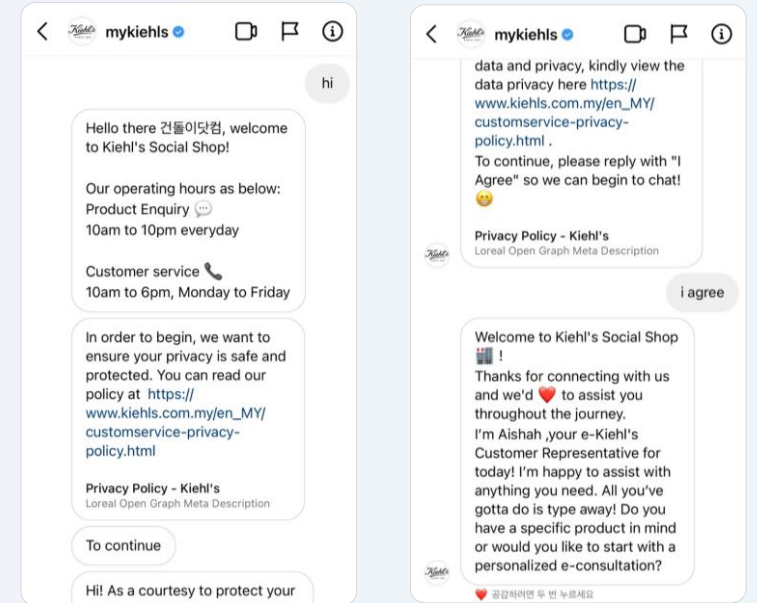 Kiehl's
mykiehls
hi
Hello there 건돌이닷컴, welcome
to Kiehl's Social Shop!
Our operating hours as below:
Product Enquiry 💬
10am to 10pm everyday
Customer service 📞
10am to 6pm, Monday to Friday
In order to begin, we want to
ensure your privacy is safe and
protected. You can read our
policy at https://
www.kiehls.com.my/en_MY/
customservice-privacy-
policy.html
Privacy Policy - Kiehl's
Loreal Open Graph Meta Description
To continue
Hi! As a courtesy to protect your
Kiehl's
mykiehls
data and privacy, kindly view the
data privacy here https://
www.kiehls.com.my/en_MY/
customservice-privacy-
policy.html .
To continue, please reply with "I
Agree" so we can begin to chat!
😁
Privacy Policy - Kiehl's
Loreal Open Graph Meta Description
Kiehl's
i agree
Welcome to Kiehl's Social Shop
🏬 !
Thanks for connecting with us
and we'd ❤️ to assist you
throughout the journey.
I'm Aishah ,your e-Kiehl's
Customer Representative for
today! I'm happy to assist with
anything you need. All you've
gotta do is type away! Do you
have a specific product in mind
or would you like to start with a
personalized e-consultation?
Kiehl's
❤️ 공감하려면 두 번 누르세요